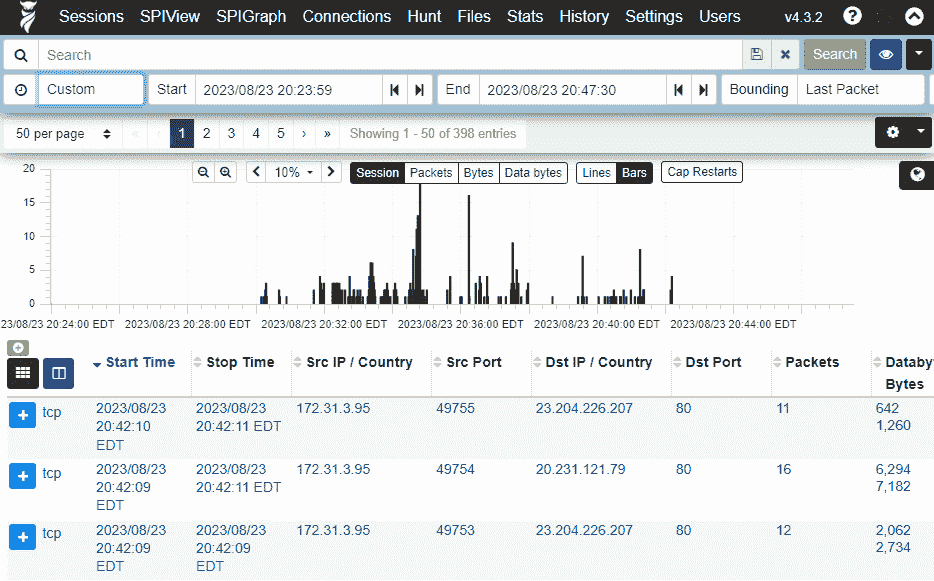 Sessions SPIView SPIGraph Connections Hunt Files Stats History Settings Users v4.3.2 ?
Search Search
Custom Start 2023/08/23 20:23:59 End 2023/08/23 20:47:30 Bounding Last Packet
50 per page « ‹ 1 2 3 4 5 › » Showing 1 - 50 of 398 entries
10% Session Packets Bytes Data bytes Lines Bars Cap Restarts
20
15
10
5
0
23/08/23 20:24:00 EDT 2023/08/23 20:28:00 EDT 2023/08/23 20:32:00 EDT 2023/08/23 20:36:00 EDT 2023/08/23 20:40:00 EDT 2023/08/23 20:44:00 EDT
Start Time Stop Time Src IP / Country Src Port Dst IP / Country Dst Port Packets Databy
Bytes
+ tcp 2023/08/23 2023/08/23 172.31.3.95 49755 23.204.226.207 80 11 642
20:42:10 20:42:11 EDT 1,260
EDT
+ tcp 2023/08/23 2023/08/23 172.31.3.95 49754 20.231.121.79 80 16 6,294
20:42:09 20:42:11 EDT 7,182
EDT
+ tcp 2023/08/23 2023/08/23 172.31.3.95 49753 23.204.226.207 80 12 2,062
20:42:09 20:42:09 2,734
EDT EDT